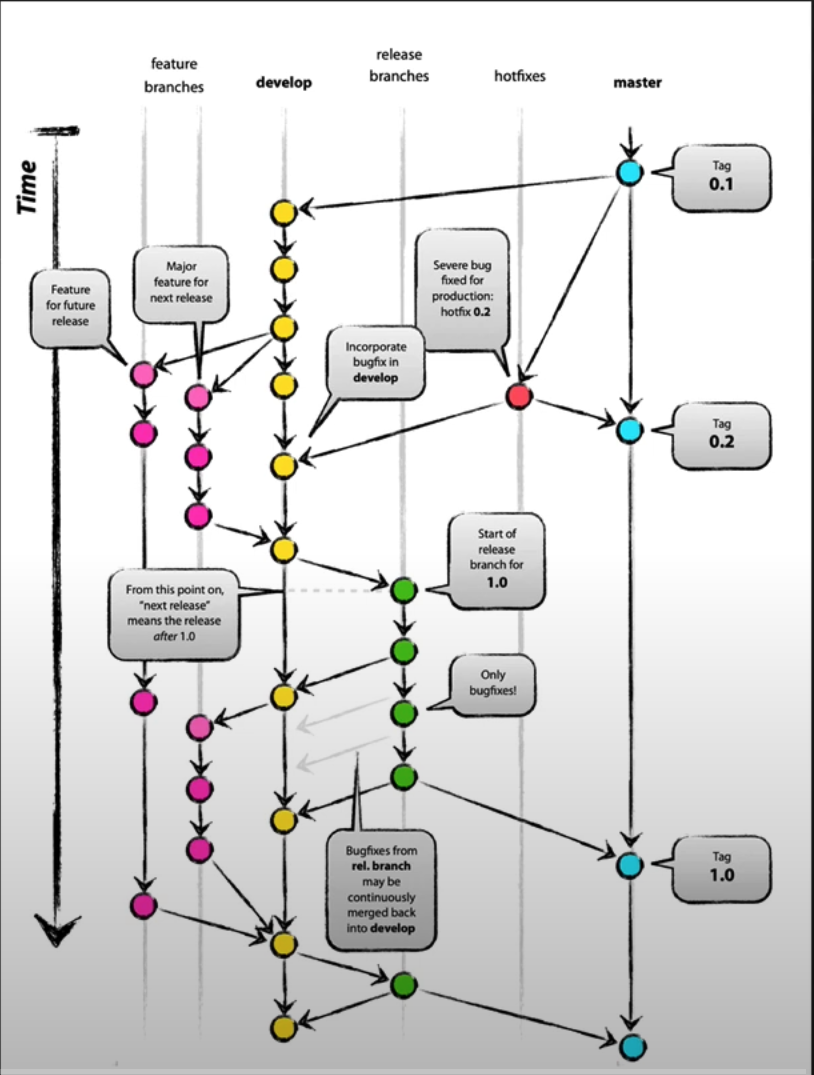 feature
branches
develop
release
branches
hotfixes
master
Time
Tag
0.1
Feature
for future
release
Major
feature for
next release
Severe bug
fixed for
production:
hotfix 0.2
Incorporate
bugfix in
develop
Tag
0.2
Start of
release
branch for
1.0
From this point on,
“next release”
means the release
after 1.0
Only
bugfixes!
Bugfixes from
rel. branch
may be
continuously
merged back
into develop
Tag
1.0